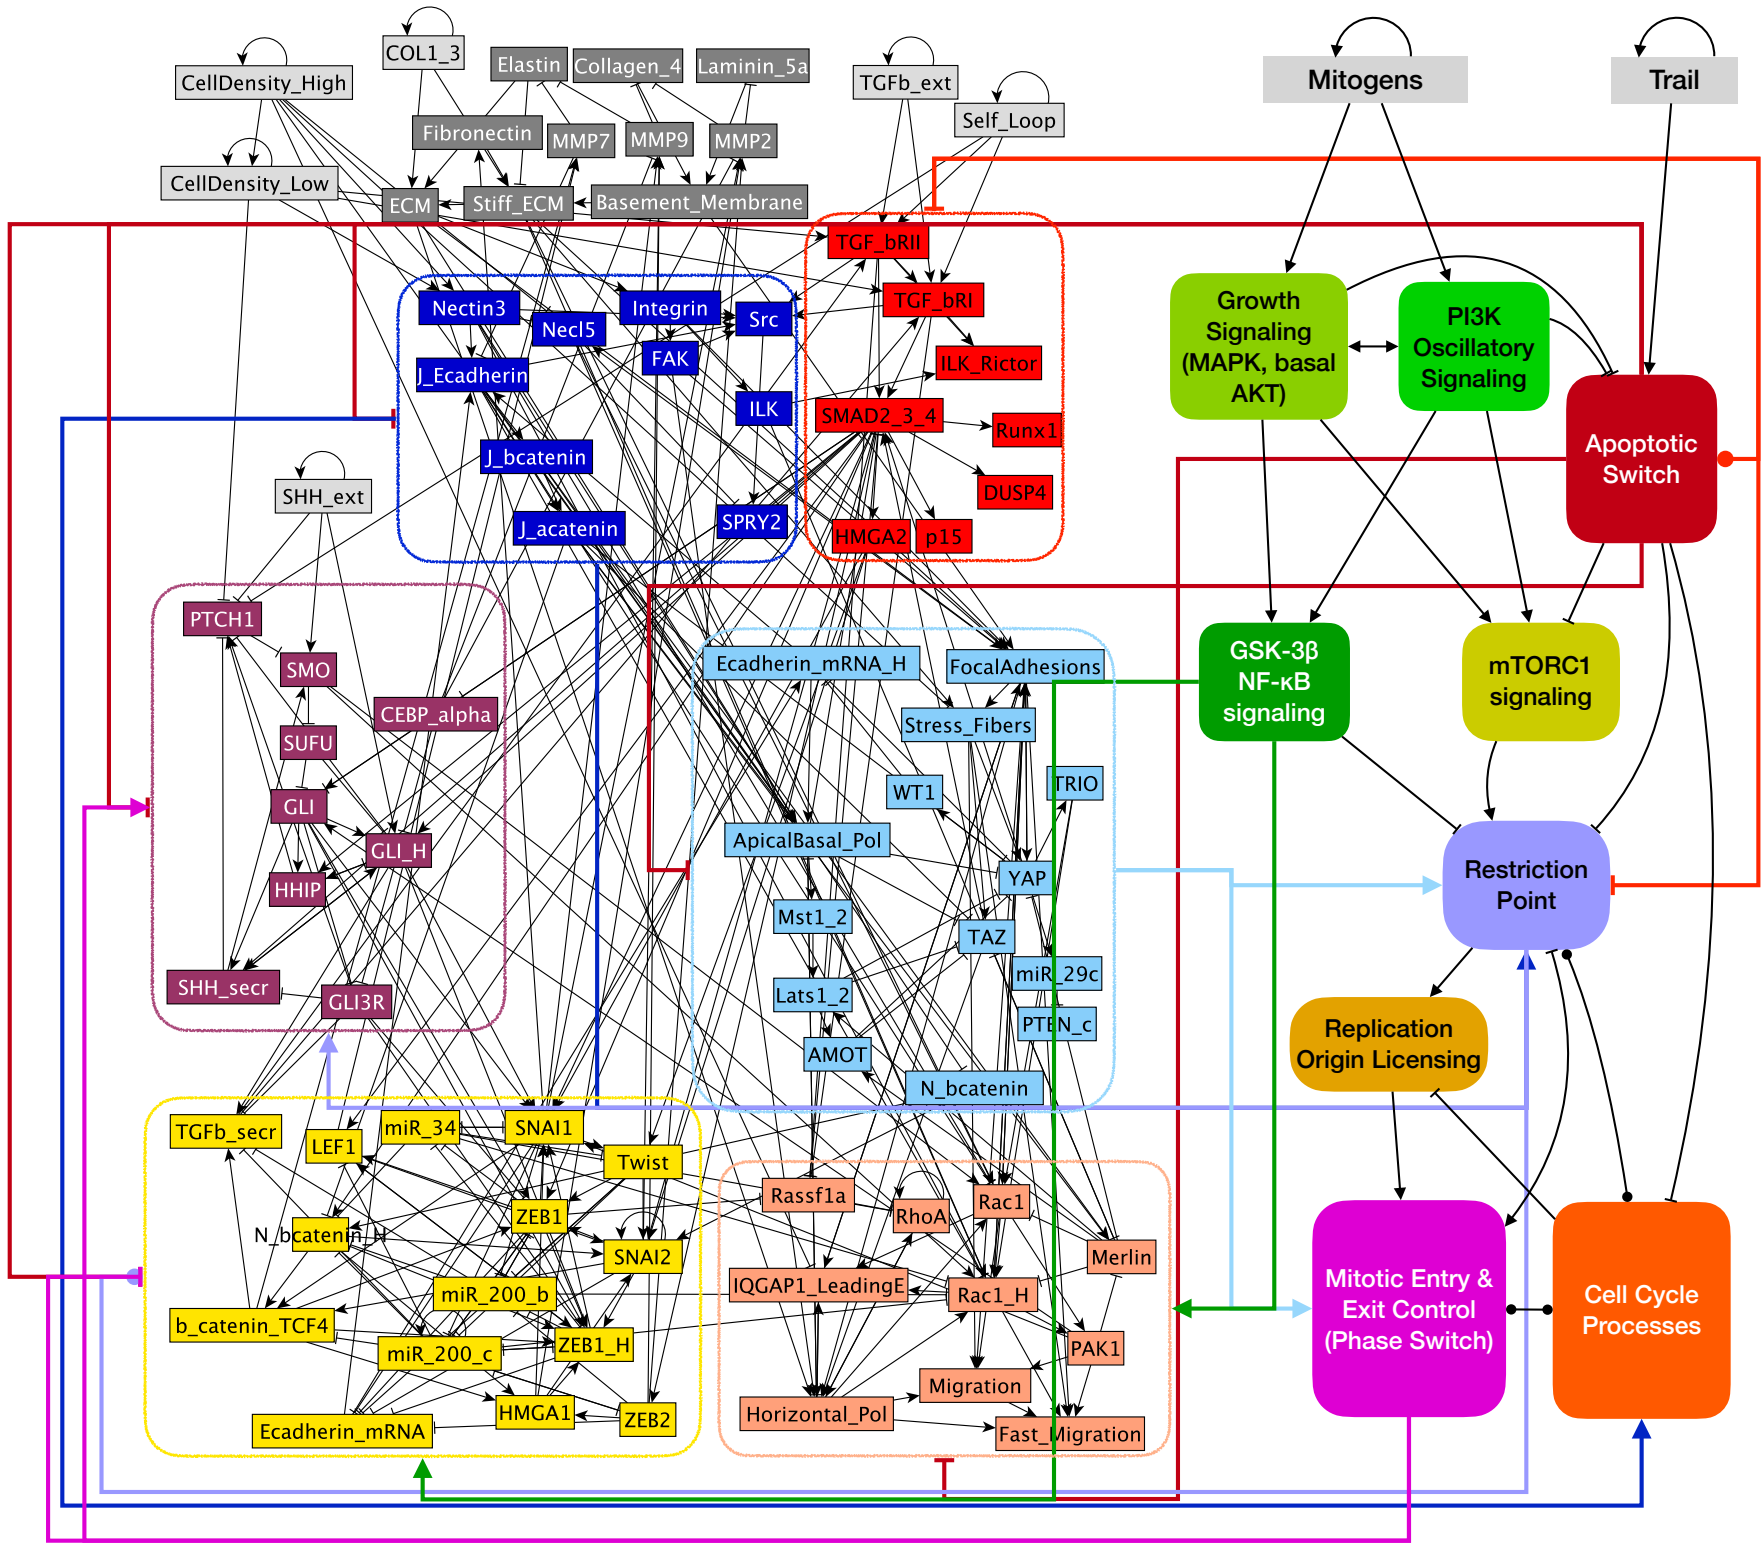 CellDensity_High
COL1_3
Elastin
Collagen_4
Laminin_5a
TGFb_ext
Self_Loop
Mitogens
Trail
Fibronectin
MMP7
MMP9
MMP2
CellDensity_Low
ECM
Stiff_ECM
Basement_Membrane
TGF_bRII
TGF_bRI
ILK_Rictor
SMAD2_3_4
Runx1
DUSP4
HMGA2
p15
Nectin3
Necl5
Integrin
Src
FAK
J_Ecadherin
ILK
J_bcatenin
J_acatenin
SPRY2
Growth
Signaling
(MAPK, basal
AKT)
PI3K
Oscillatory
Signaling
Apoptotic
Switch
SHH_ext
PTCH1
SMO
CEBP_alpha
SUFU
GLI
GLI_H
HHIP
SHH_secr
GLI3R
Ecadherin_mRNA_H
FocalAdhesions
Stress_Fibers
WT1
TRIO
ApicalBasal_Pol
YAP
Mst1_2
TAZ
miR_29c
Lats1_2
PTEN_c
AMOT
N_bcatenin
GSK-3β
NF-κB
signaling
mTORC1
signaling
Restriction
Point
Replication
Origin Licensing
TGFb_secr
LEF1
miR_34
SNAI1
Twist
ZEB1
N_bcatenin_H
SNAI2
miR_200_b
b_catenin_TCF4
miR_200_c
ZEB1_H
HMGA1
ZEB2
Ecadherin_mRNA
Rassf1a
RhoA
Rac1
Merlin
IQGAP1_LeadingE
Rac1_H
PAK1
Migration
Horizontal_Pol
Fast_Migration
Mitotic Entry &
Exit Control
(Phase Switch)
Cell Cycle
Processes